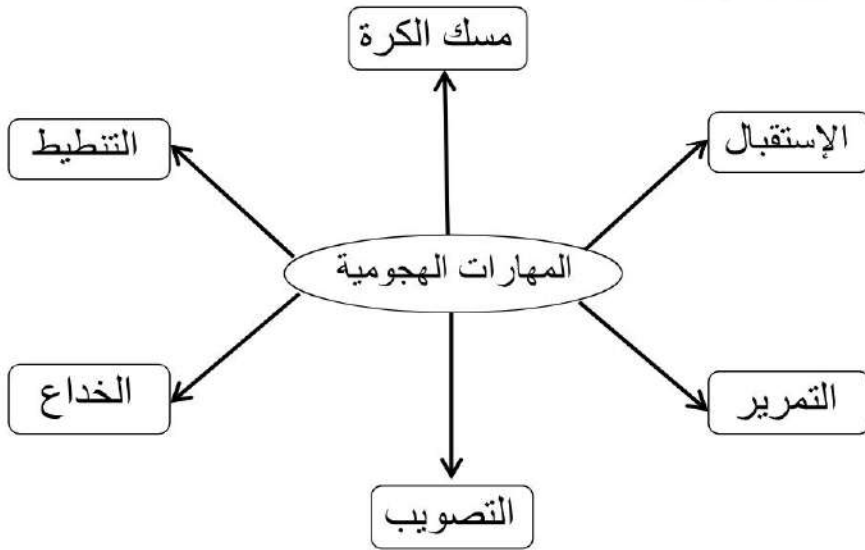 مسك الكرة
الإستقبال
التنطيط
المهارات الهجومية
التمرير
الخداع
التصويب